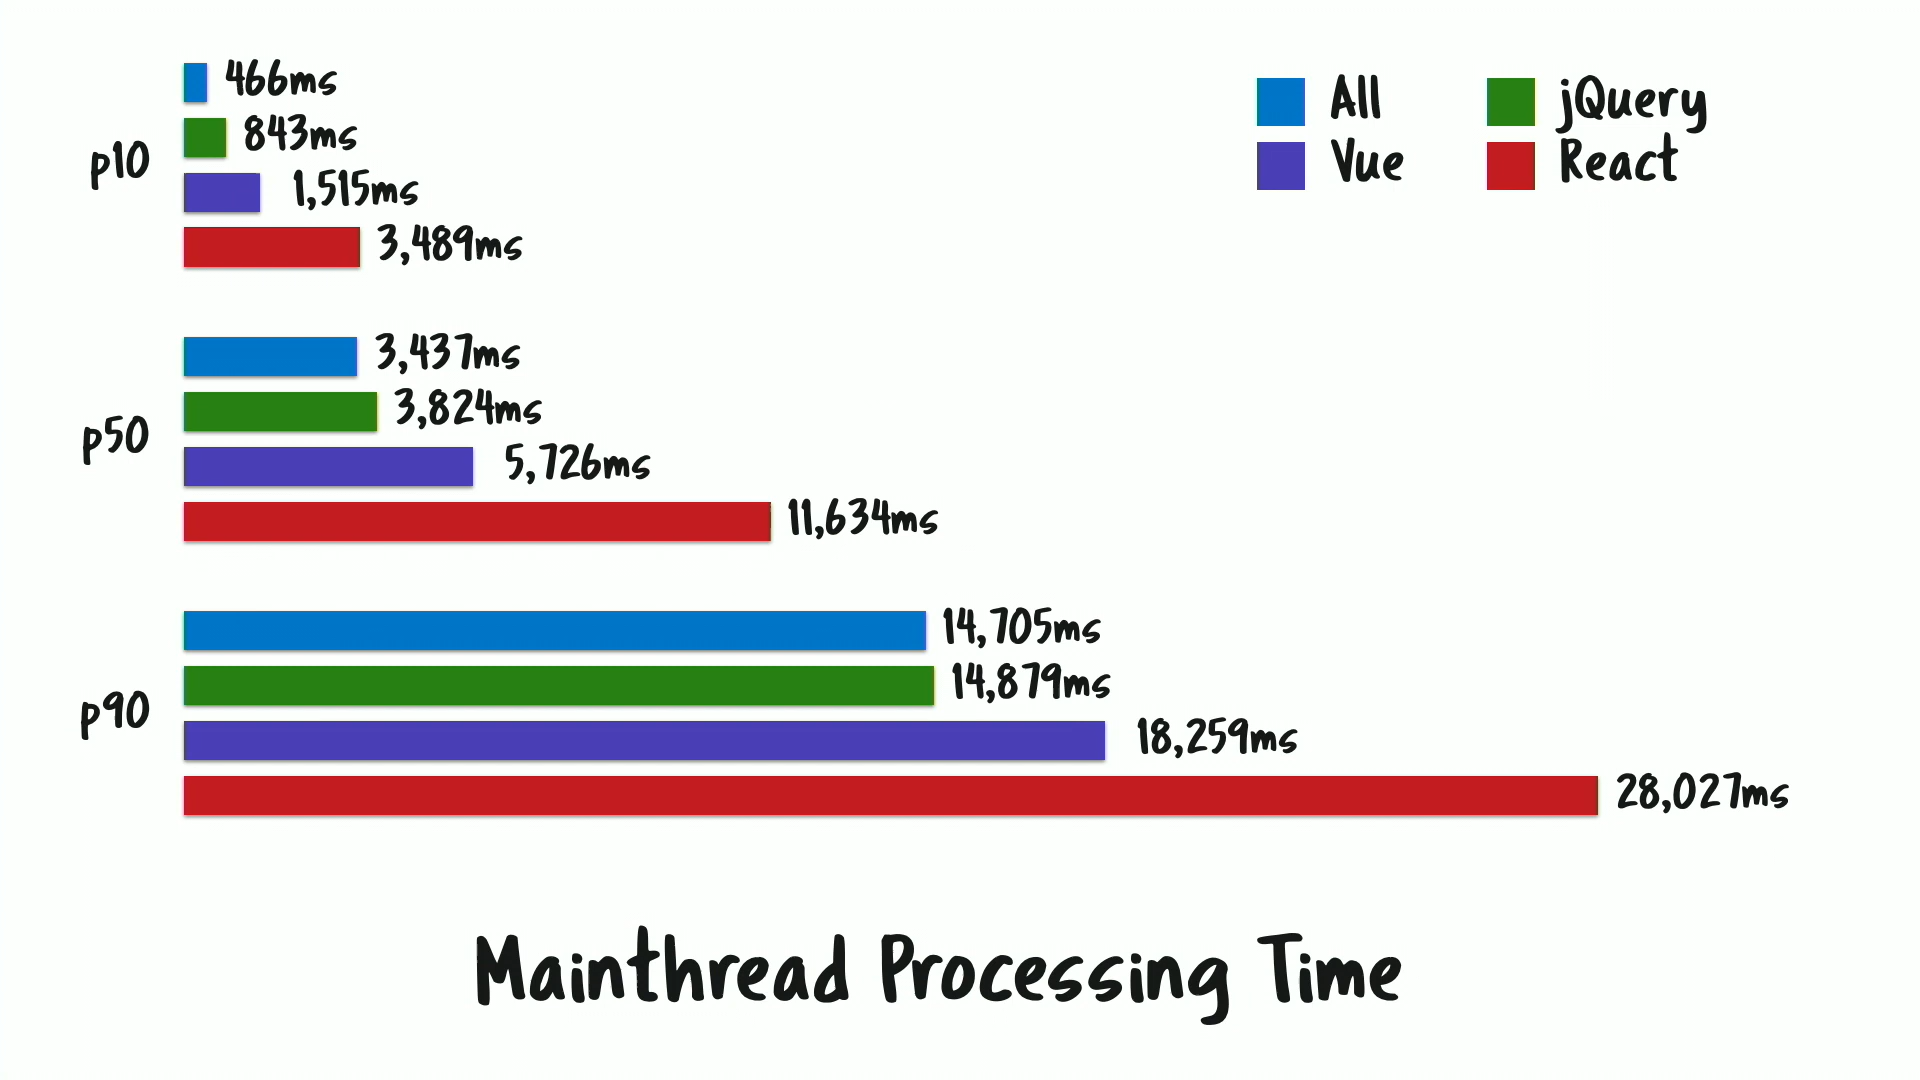 All
jQuery
Vue
React
p10
466ms
843ms
1,515ms
3,489ms
p50
3,437ms
3,824ms
5,726ms
11,634ms
p90
14,705ms
14,879ms
18,259ms
28,027ms
Mainthread Processing Time